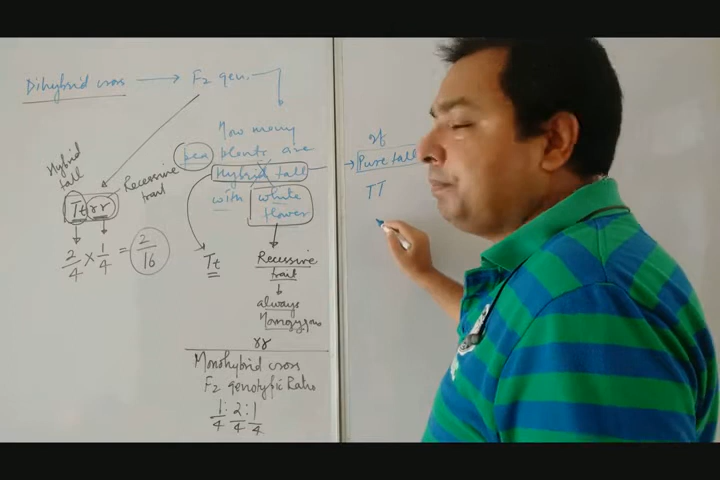 Dihybrid cross → F2 gen.
How many
pea plants are
Hybrid tall
with white
flower
Tt
Recessive
trait
always
Homozygous
rr
Hybrid
tall
Recessive
trait
Tt rr
2/4 × 1/4 = 2/16
Monohybrid cross
F2 genotypic Ratio
1/4 : 2/4 : 1/4
If
→ Pure tall
TT